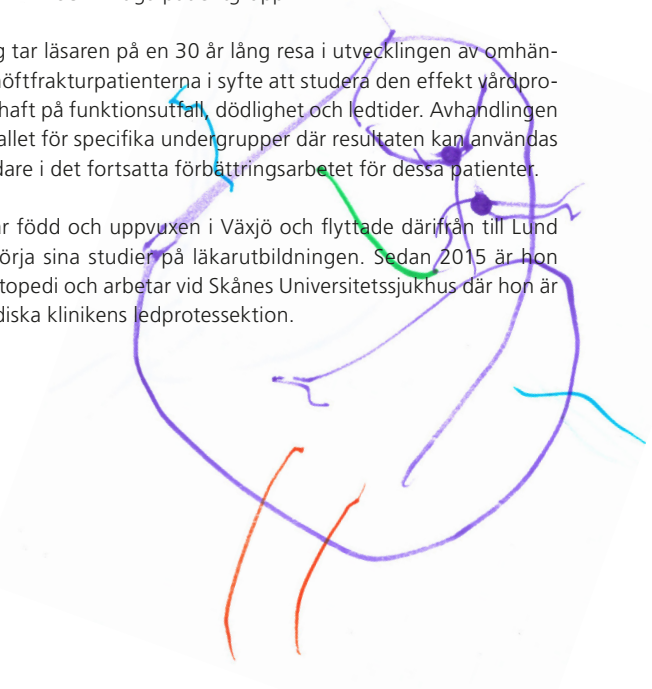 g tar läsaren på en 30 år lång resa i utvecklingen av omhän-
höftfrakturpatienterna i syfte att studera den effekt vårdpro-
haft på funktionsutfall, dödlighet och ledtider. Avhandlingen
allet för specifika undergrupper där resultaten kan användas
dare i det fortsatta förbättringsarbetet för dessa patienter.
ar född och uppvuxen i Växjö och flyttade därifrån till Lund
örja sina studier på läkarutbildningen. Sedan 2015 är hon
topedi och arbetar vid Skånes Universitetssjukhus där hon är
diska klinikens ledprotessektion.